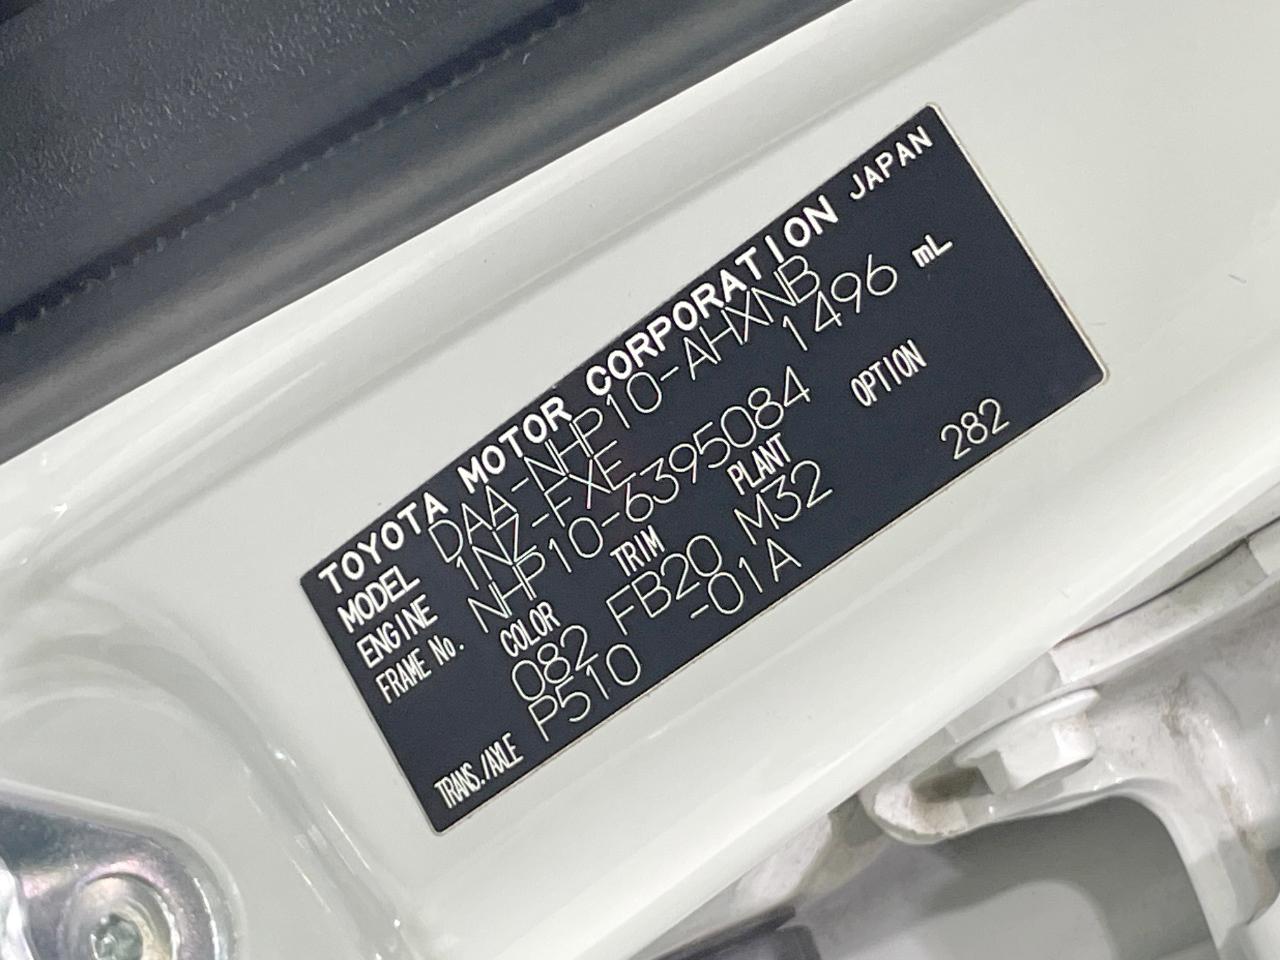 TOYOTA MOTOR CORPORATION JAPAN
MODEL DAA-NHP10-AHXNB
ENGINE 1NZ-FXE 1496 mL
FRAME No. NHP10-6395084
COLOR TRIM PLANT OPTION
082 FB20 M32 282
TRANS./AXLE P510 -01A